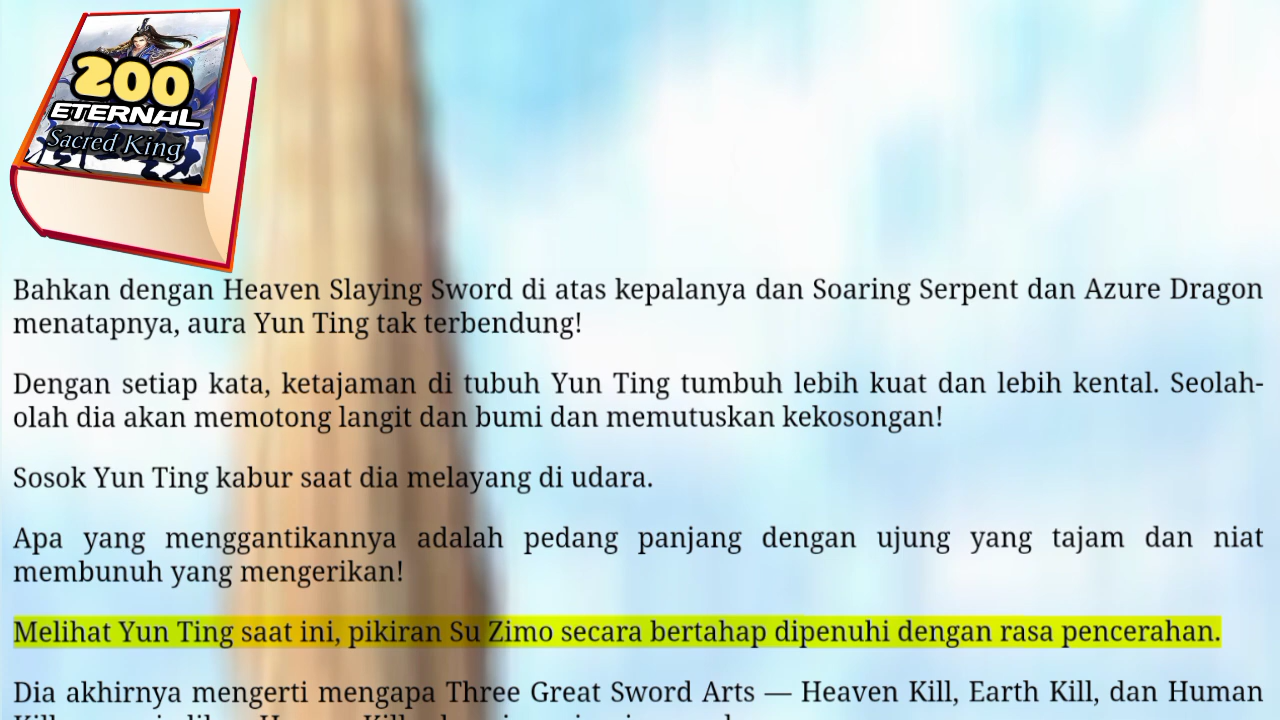 200
ETERNAL
Sacred King
Bahkan dengan Heaven Slaying Sword di atas kepalanya dan Soaring Serpent dan Azure Dragon
menatapnya, aura Yun Ting tak terbendung!
Dengan setiap kata, ketajaman di tubuh Yun Ting tumbuh lebih kuat dan lebih kental. Seolah-
olah dia akan memotong langit dan bumi dan memutuskan kekosongan!
Sosok Yun Ting kabur saat dia melayang di udara.
Apa yang menggantikannya adalah pedang panjang dengan ujung yang tajam dan niat
membunuh yang mengerikan!
Melihat Yun Ting saat ini, pikiran Su Zimo secara bertahap dipenuhi dengan rasa pencerahan.
Dia akhirnya mengerti mengapa Three Great Sword Arts — Heaven Kill, Earth Kill, dan Human